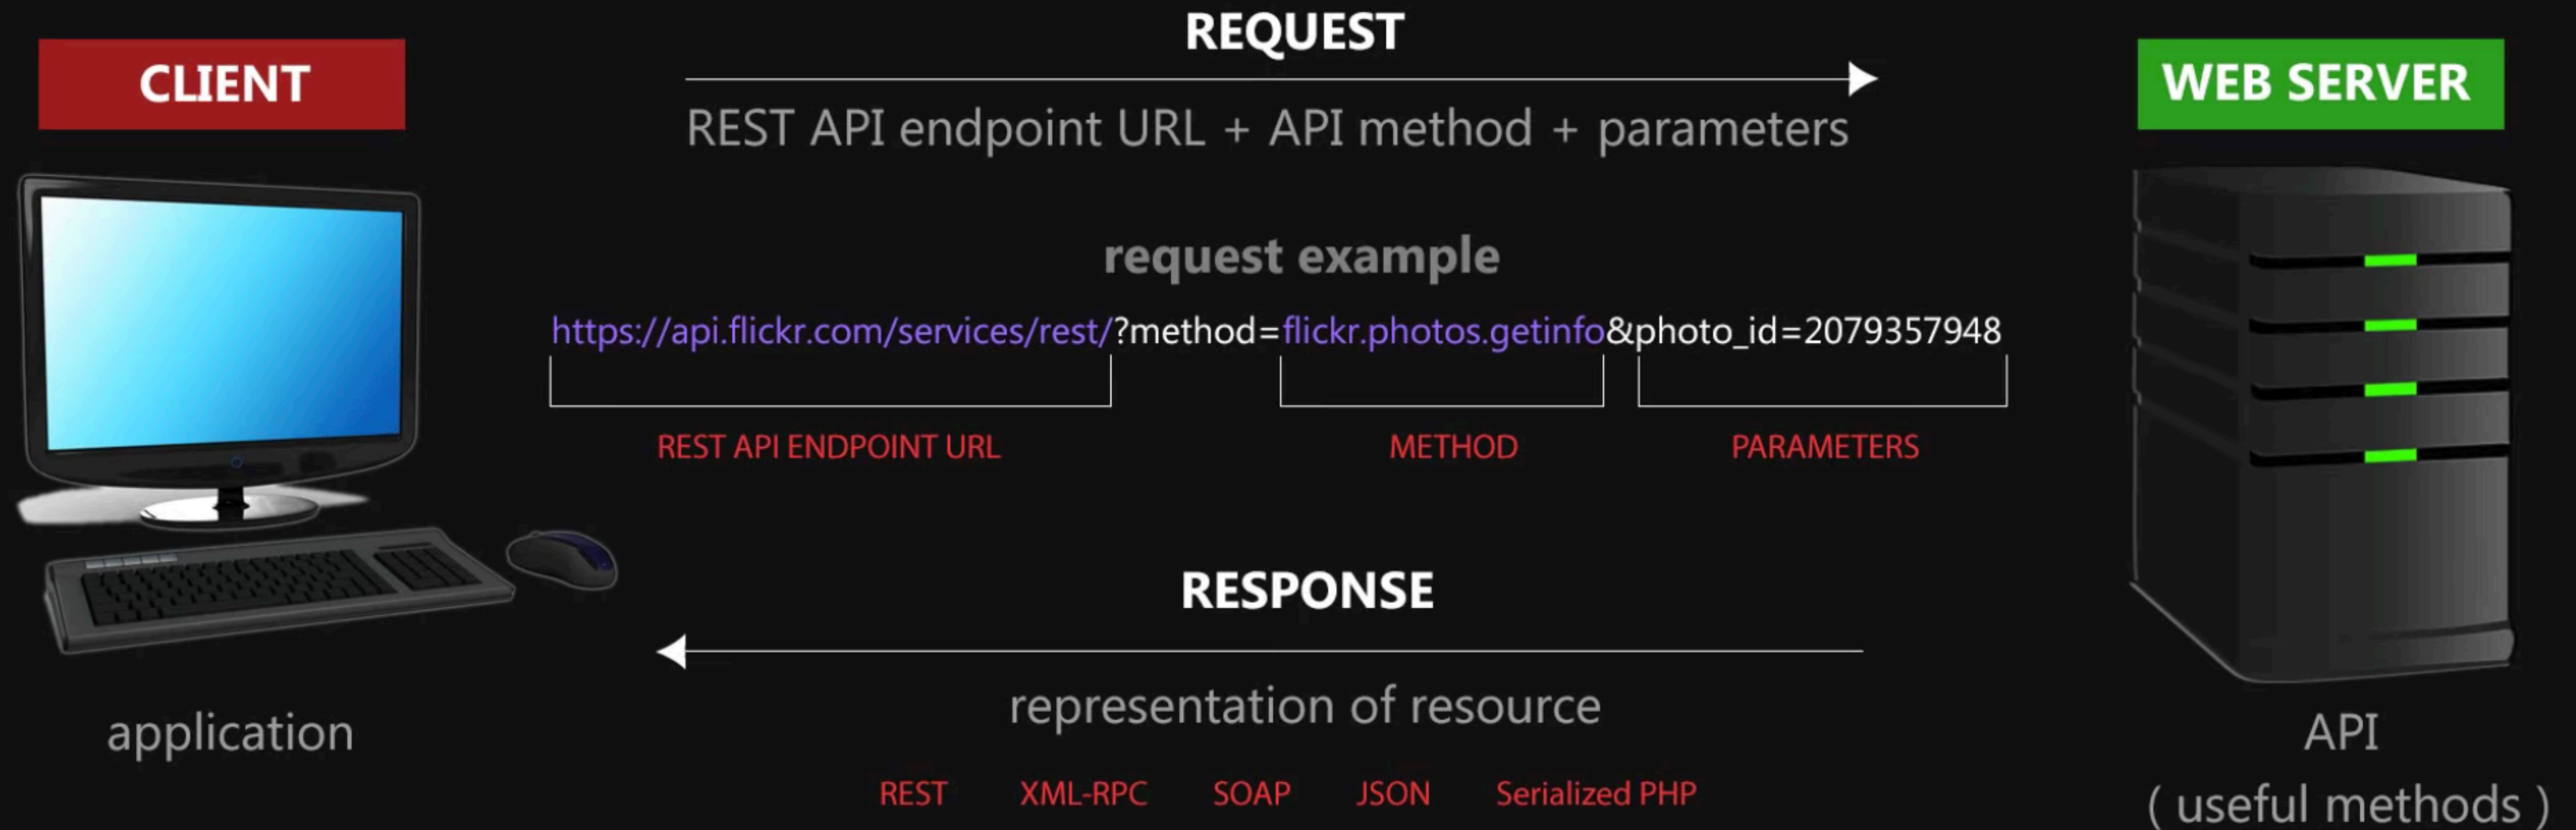 CLIENT
REQUEST
WEB SERVER
REST API endpoint URL + API method + parameters
request example
https://api.flickr.com/services/rest/?method=flickr.photos.getinfo&photo_id=2079357948
REST API ENDPOINT URL
METHOD
PARAMETERS
RESPONSE
representation of resource
REST XML-RPC SOAP JSON Serialized PHP
application
API
( useful methods )